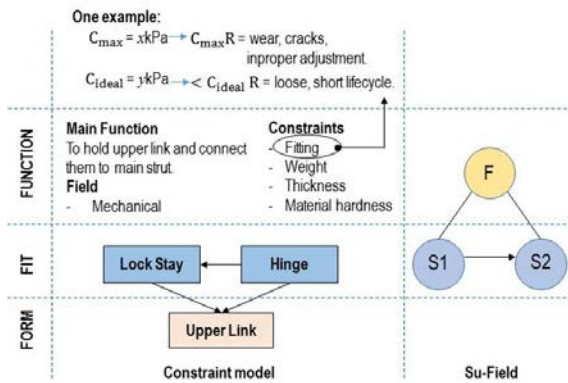 One example:
Cmax = xkPa → CmaxR = wear, cracks,
inproper adjustment.
Cideal = ykPa → < Cideal R = loose, short lifecycle.
FUNCTION
Main Function
To hold upper link and connect
them to main strut.
Field
- Mechanical
Constraints
- Fitting
- Weight
- Thickness
- Material hardness
F
FIT
Lock Stay
Hinge
S1
S2
FORM
Upper Link
Constraint model
Su-Field